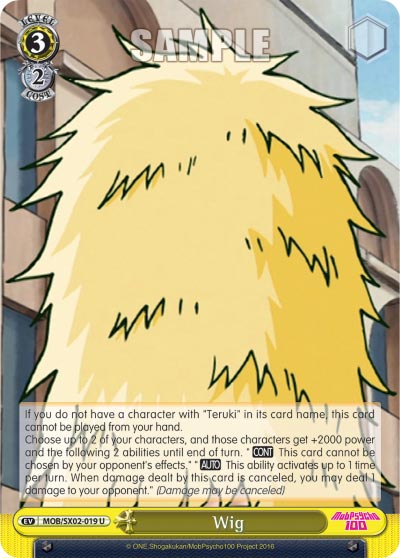 LEVEL
3
2
COST
SAMPLE
If you do not have a character with "Teruki" in its card name, this card
cannot be played from your hand.
Choose up to 2 of your characters, and those characters get +2000 power
and the following 2 abilities until end of turn. " CONT This card cannot be
chosen by your opponent's effects." " AUTO This ability activates up to 1 time
per turn. When damage dealt by this card is canceled, you may deal 1
damage to your opponent." (Damage may be canceled)
EV MOB/SX02-019 U
Wig
MobPsycho
100
© ONE,Shogakukan/MobPsycho100 Project 2016